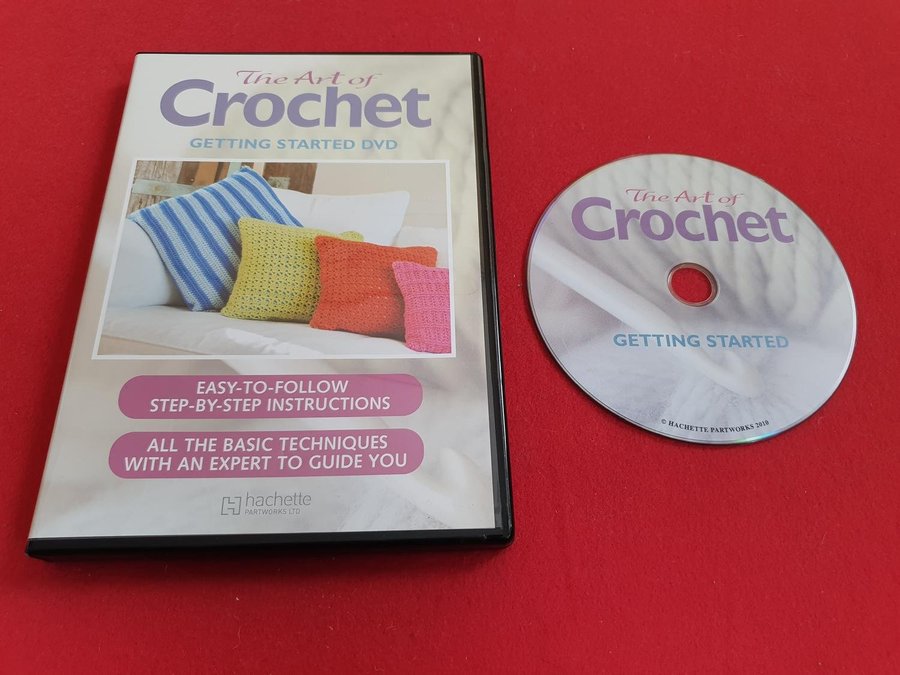 The Art of
Crochet
GETTING STARTED DVD
EASY-TO-FOLLOW
STEP-BY-STEP INSTRUCTIONS
ALL THE BASIC TECHNIQUES
WITH AN EXPERT TO GUIDE YOU
hachette
PARTWORKS LTD
The Art of
Crochet
GETTING STARTED
© HACHETTE PARTWORKS 2010